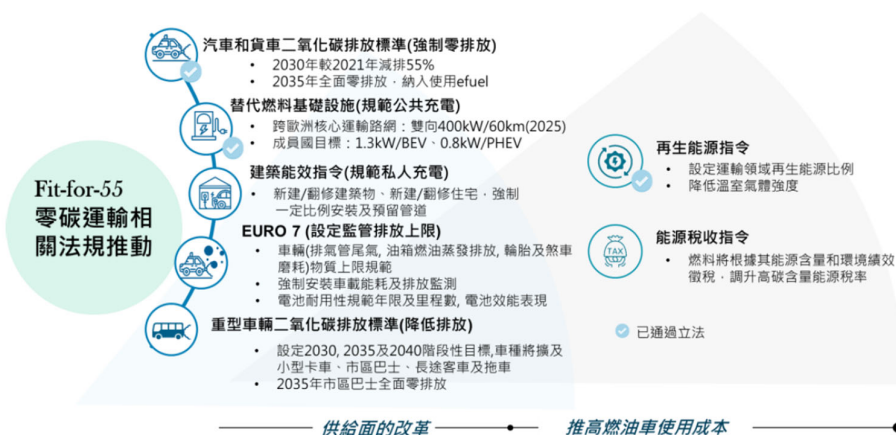 Fit-for-55
零碳運輸相
關法規推動
汽車和貨車二氧化碳排放標準(強制零排放)
• 2030年較2021年減排55%
• 2035年全面零排放，納入使用efuel
替代燃料基礎設施(規範公共充電)
• 跨歐洲核心運輸路網：雙向400kW/60km(2025)
• 成員國目標：1.3kW/BEV、0.8kW/PHEV
建築能效指令(規範私人充電)
• 新建/翻修建築物、新建/翻修住宅，強制
一定比例安裝及預留管道
EURO 7 (設定監管排放上限)
• 車輛(排氣管尾氣, 油箱燃油蒸發排放, 輪胎及煞車
磨耗)物質上限規範
• 強制安裝車載能耗及排放監測
• 電池耐用性規範年限及里程數, 電池效能表現
重型車輛二氧化碳排放標準(降低排放)
• 設定2030, 2035及2040階段性目標,車種將擴及
小型卡車、市區巴士、長途客車及拖車
• 2035年市區巴士全面零排放
再生能源指令
• 設定運輸領域再生能源比例
• 降低溫室氣體強度
TAX
能源稅收指令
• 燃料將根據其能源含量和環境績效
徵稅，調升高碳含量能源稅率
已通過立法
供給面的改革
推高燃油車使用成本